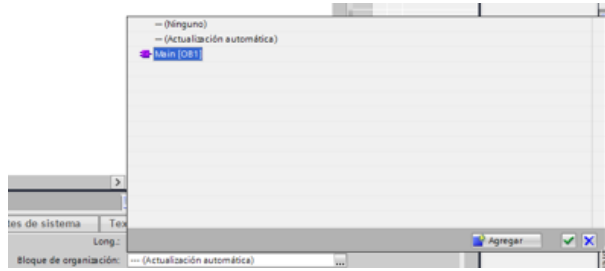 — (Ninguno)
— (Actualización automática)
Main [OB1]
tes de sistema
Tex
Agregar
Long.:
Bloque de organización:
--- (Actualización automática)
...